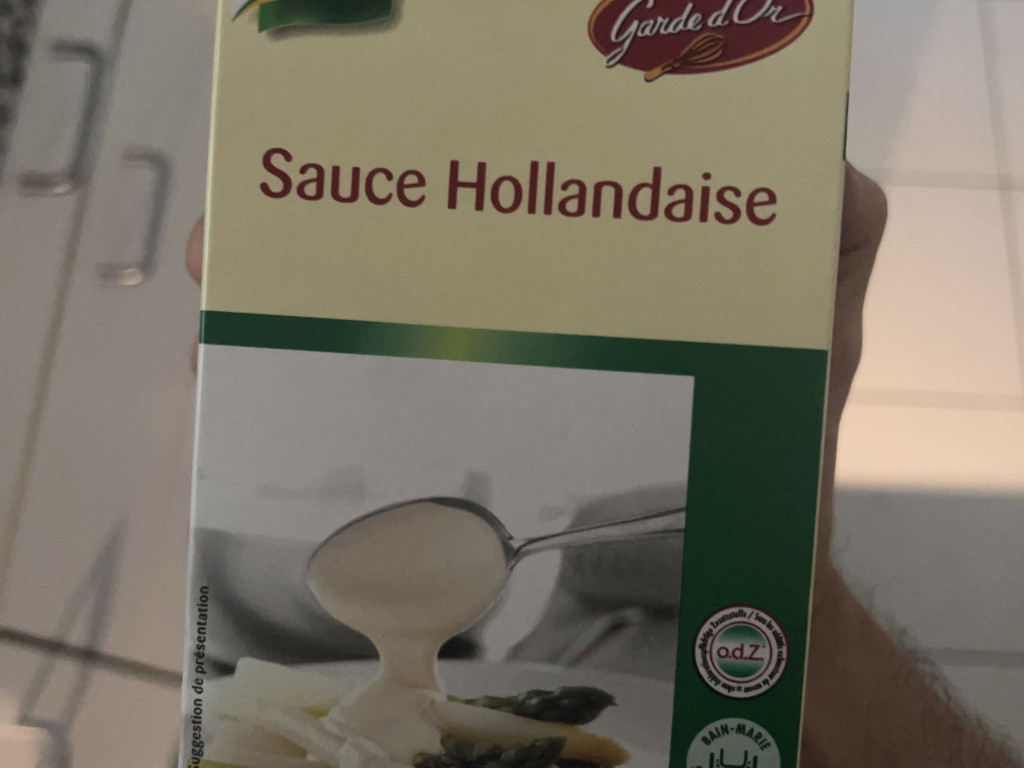 Garde d'Or
Sauce Hollandaise
Suggestion de présentation
o.d.Z.
BAIN-MARIE